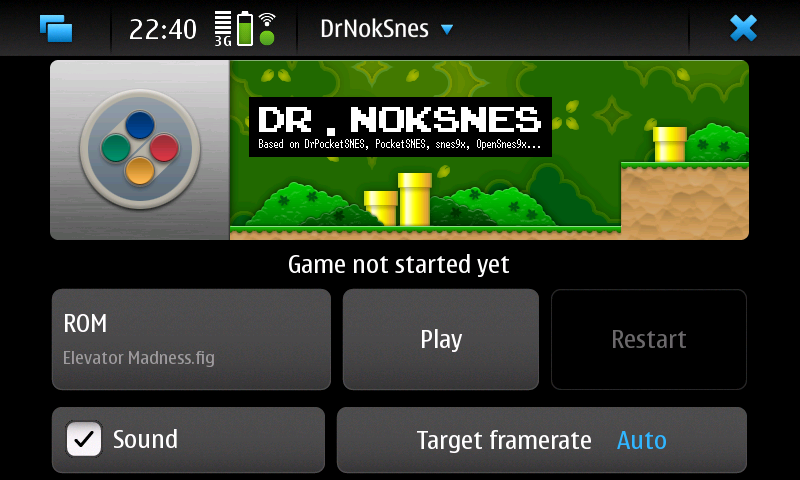 22:40
3G
DrNokSnes
DR. NOKSNES
Based on DrPocketSNES, PocketSNES, snes9x, OpenSnes9x...
Game not started yet
ROM
Elevator Madness.fig
Play
Restart
Sound
Target framerate Auto